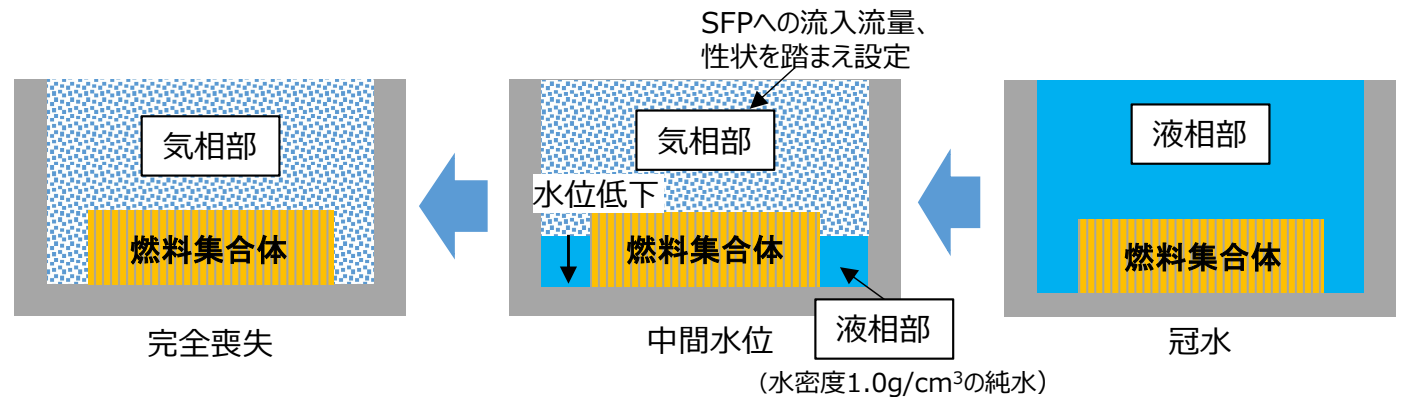 SFPへの流入流量、
性状を踏まえ設定
気相部
燃料集合体
完全喪失
気相部
水位低下
燃料集合体
中間水位
液相部
（水密度1.0g/cm³の純水）
液相部
燃料集合体
冠水